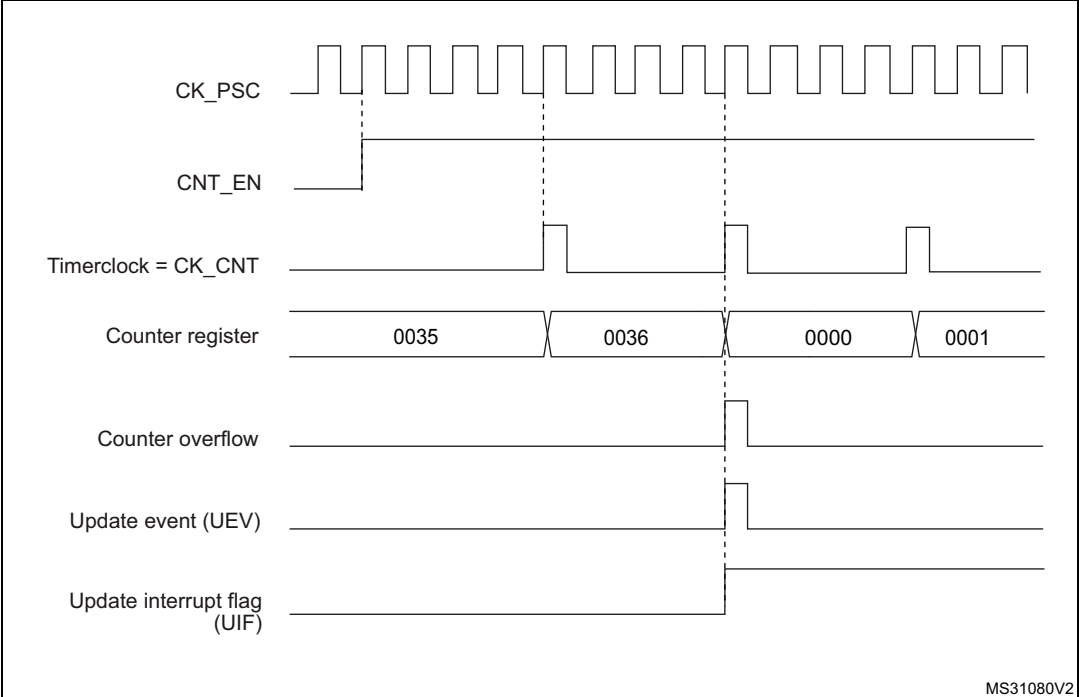 CK_PSC
CNT_EN
Timerclock = CK_CNT
Counter register
0035 0036 0000 0001
Counter overflow
Update event (UEV)
Update interrupt flag
(UIF)
MS31080V2